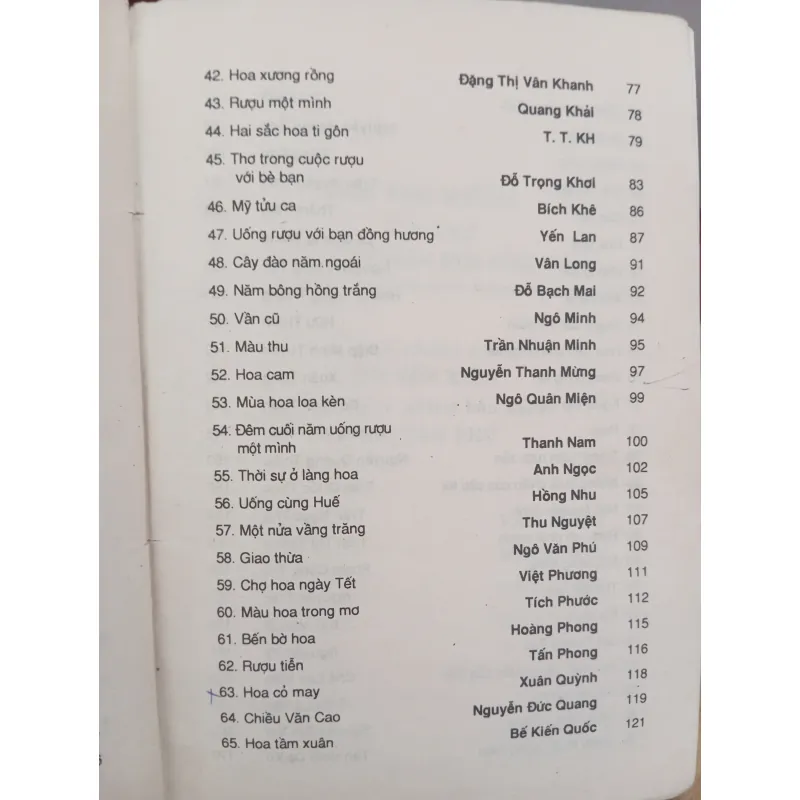 42. Hoa xương rồng Đặng Thị Vân Khanh 77
43. Rượu một mình Quang Khải 78
44. Hai sắc hoa ti gôn T. T. KH 79
45. Thơ trong cuộc rượu
với bè bạn Đỗ Trọng Khơi 83
46. Mỹ tửu ca Bích Khê 86
47. Uống rượu với bạn đồng hương Yến Lan 87
48. Cây đào năm ngoái Vân Long 91
49. Năm bông hồng trắng Đỗ Bạch Mai 92
50. Vần cũ Ngô Minh 94
51. Màu thu Trần Nhuận Minh 95
52. Hoa cam Nguyễn Thanh Mừng 97
53. Mùa hoa loa kèn Ngô Quân Miện 99
54. Đêm cuối năm uống rượu
một mình Thanh Nam 100
55. Thời sự ở làng hoa Anh Ngọc 102
56. Uống cùng Huế Hồng Nhu 105
57. Một nửa vầng trăng Thu Nguyệt 107
58. Giao thừa Ngô Văn Phú 109
59. Chợ hoa ngày Tết Việt Phương 111
60. Màu hoa trong mơ Tích Phước 112
61. Bến bờ hoa Hoàng Phong 115
62. Rượu tiễn Tấn Phong 116
63. Hoa cỏ may Xuân Quỳnh 118
64. Chiều Văn Cao Nguyễn Đức Quang 119
65. Hoa tầm xuân Bế Kiến Quốc 121